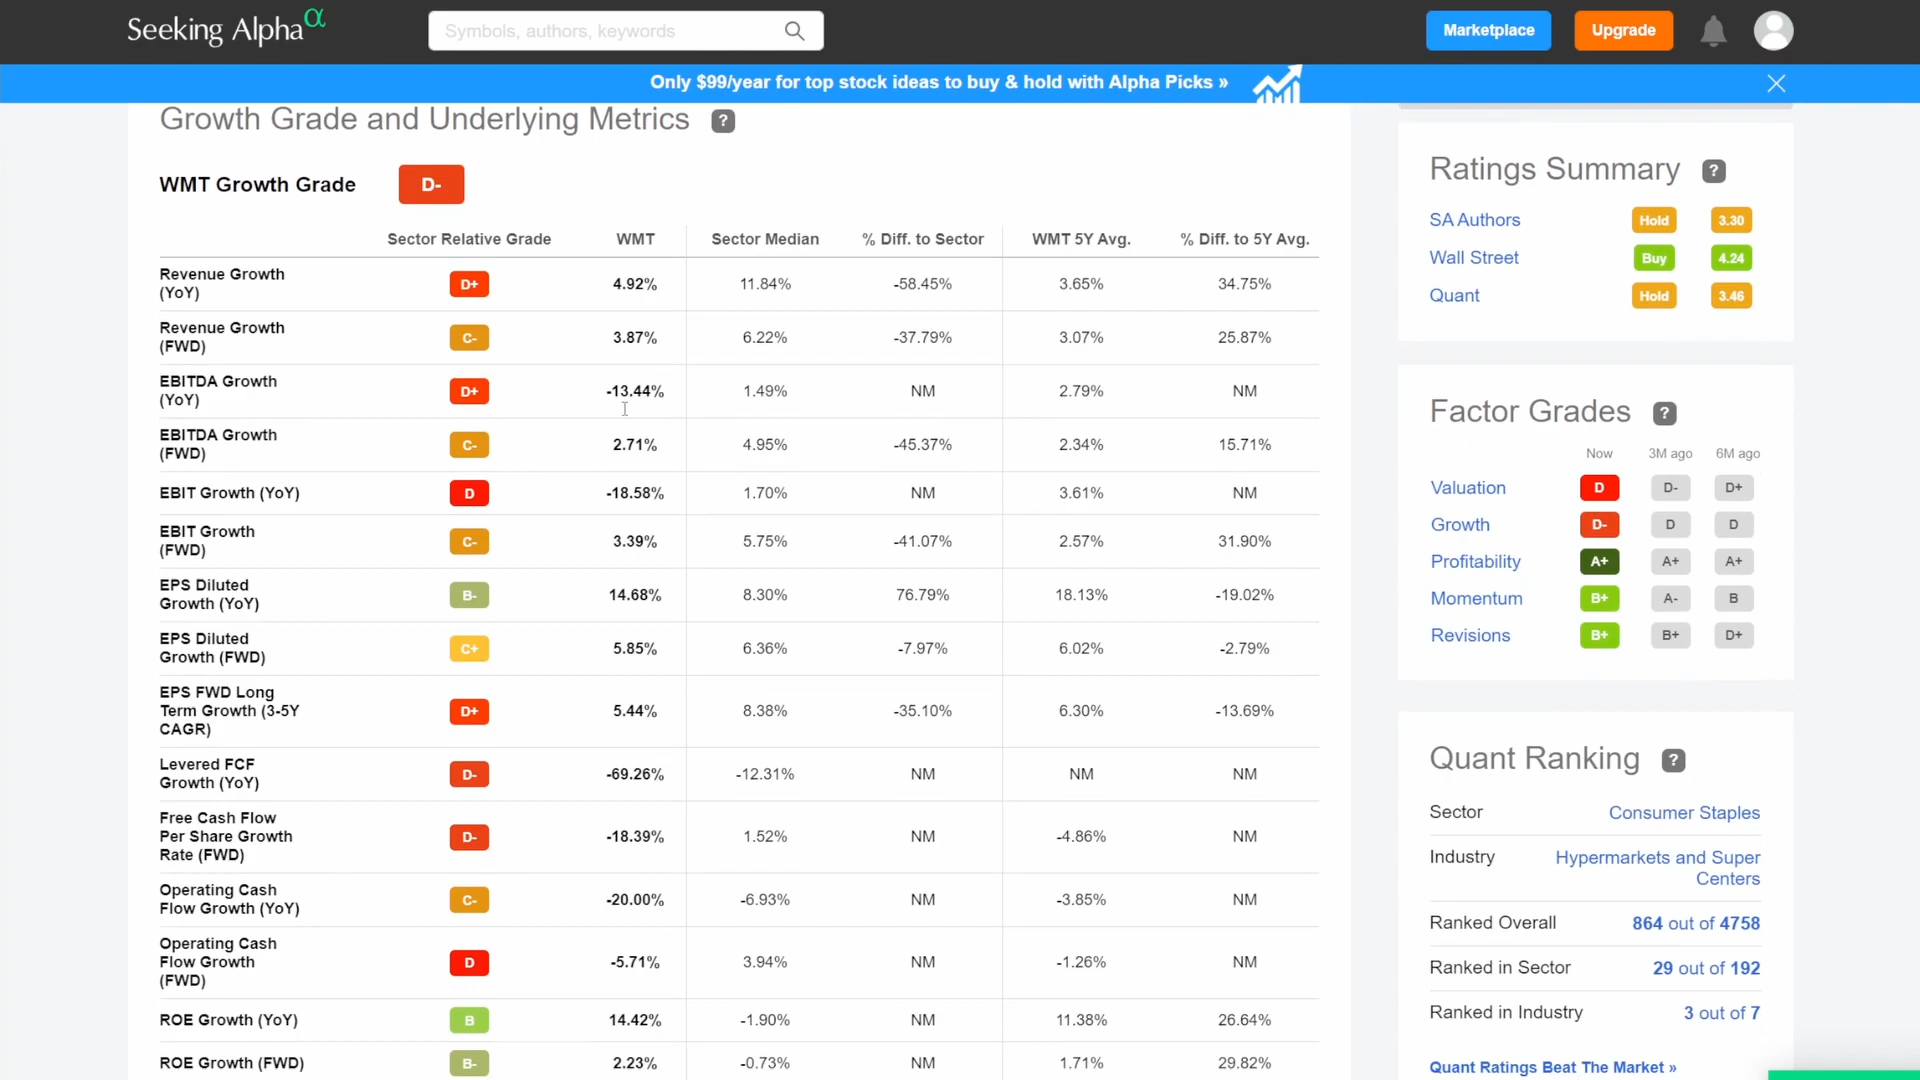 Seeking Alpha α
Symbols, authors, keywords
Marketplace
Upgrade
Only $99/year for top stock ideas to buy & hold with Alpha Picks »
Growth Grade and Underlying Metrics ?
WMT Growth Grade D-
Sector Relative Grade WMT Sector Median % Diff. to Sector WMT 5Y Avg. % Diff. to 5Y Avg.
Revenue Growth
(YoY) D+ 4.92% 11.84% -58.45% 3.65% 34.75%
Revenue Growth
(FWD) C- 3.87% 6.22% -37.79% 3.07% 25.87%
EBITDA Growth
(YoY) D+ -13.44% 1.49% NM 2.79% NM
EBITDA Growth
(FWD) C- 2.71% 4.95% -45.37% 2.34% 15.71%
EBIT Growth (YoY) D -18.58% 1.70% NM 3.61% NM
EBIT Growth
(FWD) C- 3.39% 5.75% -41.07% 2.57% 31.90%
EPS Diluted
Growth (YoY) B- 14.68% 8.30% 76.79% 18.13% -19.02%
EPS Diluted
Growth (FWD) C+ 5.85% 6.36% -7.97% 6.02% -2.79%
EPS FWD Long
Term Growth (3-5Y
CAGR) D+ 5.44% 8.38% -35.10% 6.30% -13.69%
Levered FCF
Growth (YoY) D- -69.26% -12.31% NM NM NM
Free Cash Flow
Per Share Growth
Rate (FWD) D- -18.39% 1.52% NM -4.86% NM
Operating Cash
Flow Growth (YoY) C- -20.00% -6.93% NM -3.85% NM
Operating Cash
Flow Growth
(FWD) D -5.71% 3.94% NM -1.26% NM
ROE Growth (YoY) B 14.42% -1.90% NM 11.38% 26.64%
ROE Growth (FWD) B- 2.23% -0.73% NM 1.71% 29.82%
Ratings Summary ?
SA Authors Hold 3.30
Wall Street Buy 4.24
Quant Hold 3.46
Factor Grades ?
Now 3M ago 6M ago
Valuation D D- D+
Growth D- D D
Profitability A+ A+ A+
Momentum B+ A- B
Revisions B+ B+ D+
Quant Ranking ?
Sector Consumer Staples
Industry Hypermarkets and Super
Centers
Ranked Overall 864 out of 4758
Ranked in Sector 29 out of 192
Ranked in Industry 3 out of 7
Quant Ratings Beat The Market »